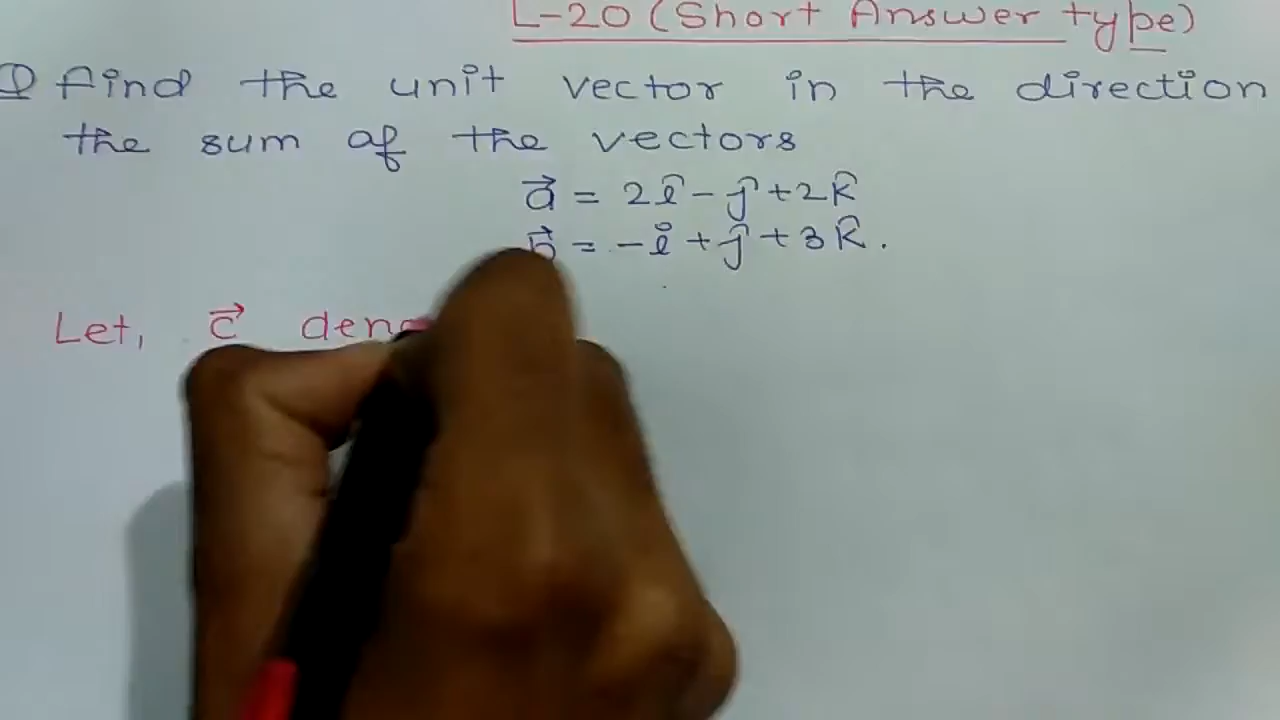 L-20 (Short Answer type)
Q find the unit vector in the direction
the sum of the vectors
a⃗ = 2î - ĵ + 2k̂
b⃗ = - î + ĵ + 3k̂ .
Let, c⃗